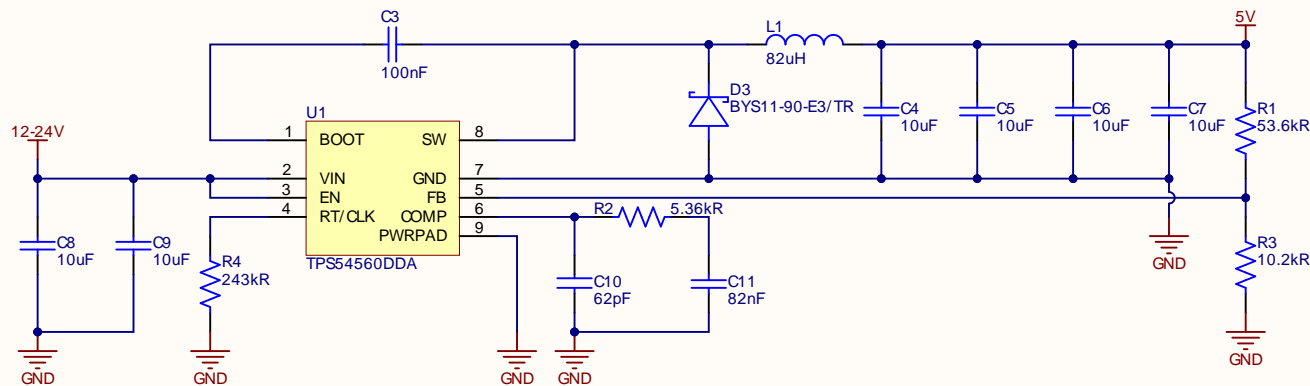 C3
100nF
L1
82uH
5V
D3
BYS11-90-E3/TR
C4
10uF
C5
10uF
C6
10uF
C7
10uF
R1
53.6kR
12-24V
U1
1 BOOT SW 8
2 VIN GND 7
3 EN FB 5
4 RT/CLK COMP 6
PWRPAD 9
TPS54560DDA
C8
10uF
C9
10uF
R4
243kR
R2 5.36kR
C10
62pF
C11
82nF
R3
10.2kR
GND
GND
GND
GND
GND
GND